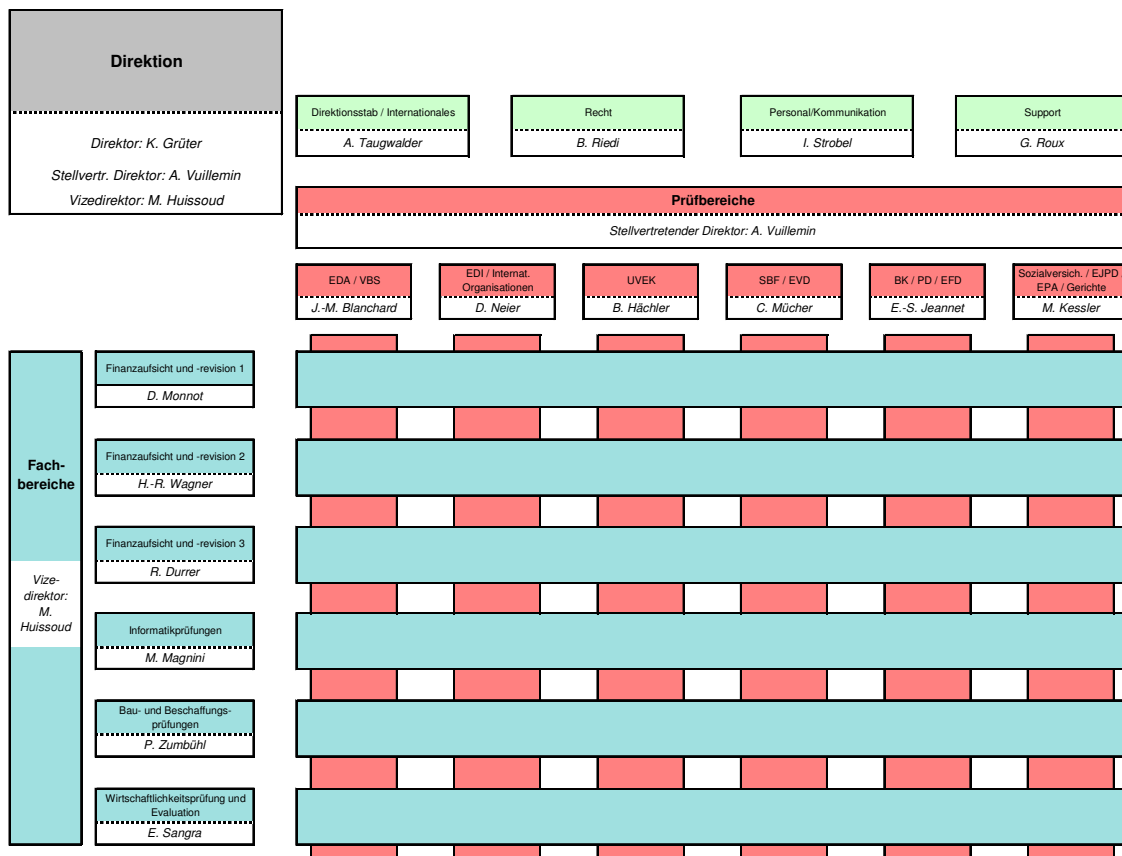 Direktion
Direktor: K. Grüter
Stellvertr. Direktor: A. Vuillemin
Vizedirektor: M. Huissoud
Direktionsstab / Internationales
A. Taugwalder
Recht
B. Riedi
Personal/Kommunikation
I. Strobel
Support
G. Roux
Prüfbereiche
Stellvertretender Direktor: A. Vuillemin
EDA / VBS
J.-M. Blanchard
EDI / Internat.
Organisationen
D. Neier
UVEK
B. Hächler
SBF / EVD
C. Mücher
BK / PD / EFD
E.-S. Jeannet
Sozialversich. / EJPD
EPA / Gerichte
M. Kessler
Fach-
bereiche
Vize-
direktor:
M.
Huissoud
Finanzaufsicht und -revision 1
D. Monnot
Finanzaufsicht und -revision 2
H.-R. Wagner
Finanzaufsicht und -revision 3
R. Durrer
Informatikprüfungen
M. Magnini
Bau- und Beschaffungs-
prüfungen
P. Zumbühl
Wirtschaftlichkeitsprüfung und
Evaluation
E. Sangra